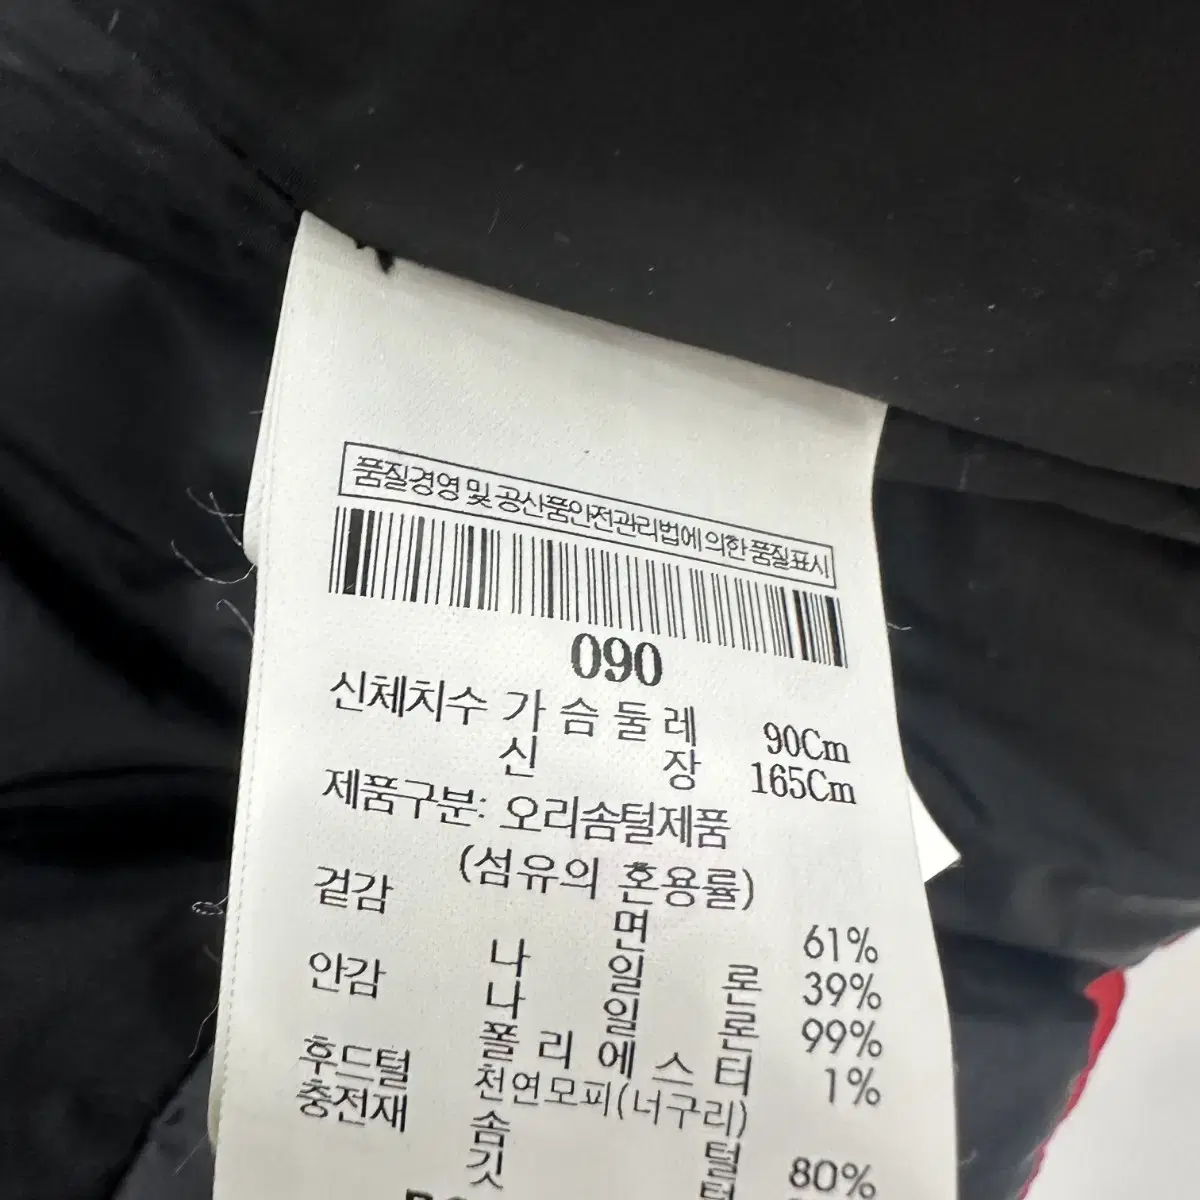 품질경영 및 공산품안전관리법에 의한 품질표시
090
신체치수 가 슴 둘 레 90Cm
신 장 165Cm
제품구분: 오리솜털제품
(섬유의 혼용률)
겉감 면 61%
나 일 론 39%
안감 나 일 론 99%
폴 리 에 스 터 1%
후드털 천연모피(너구리)
충전재 솜 털 80%
깃 털